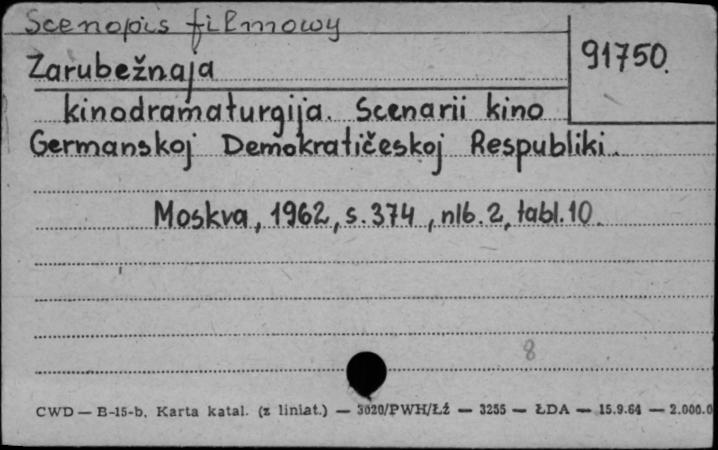 Scenopis filmowy
91750.
Zarubežnaja
kinodramaturgija. Scenarii kino
Germanskoj Demokratičeskoj Respubliki.
Moskva, 1962, s. 374, nlb. 2, tabl. 10.
8
CWD — B-15-b. Karta katal. (z liniat.) — 3020/PWH/Łź — 3255 — ŁDA — 15.9.64 — 2.000.0